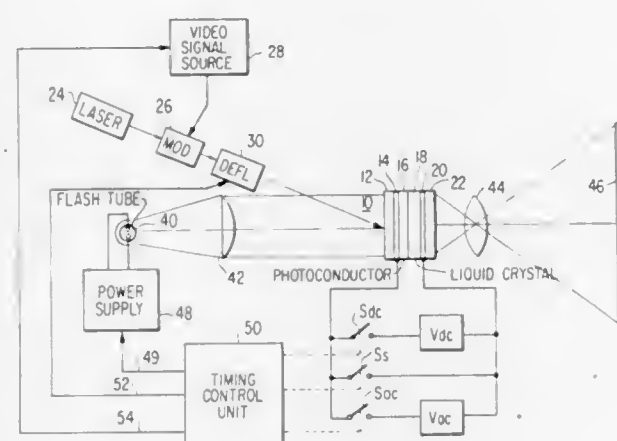 VIDEO
SIGNAL
SOURCE
28
24
LASER
26
MOD
30
DEFL
FLASH TUBE
40
42
12
14
16
18
20
22
10
44
46
PHOTOCONDUCTOR
LIQUID CRYSTAL
POWER
SUPPLY
48
49
50
52
54
TIMING
CONTROL
UNIT
Sdc
Vdc
Ss
Sac
Vac